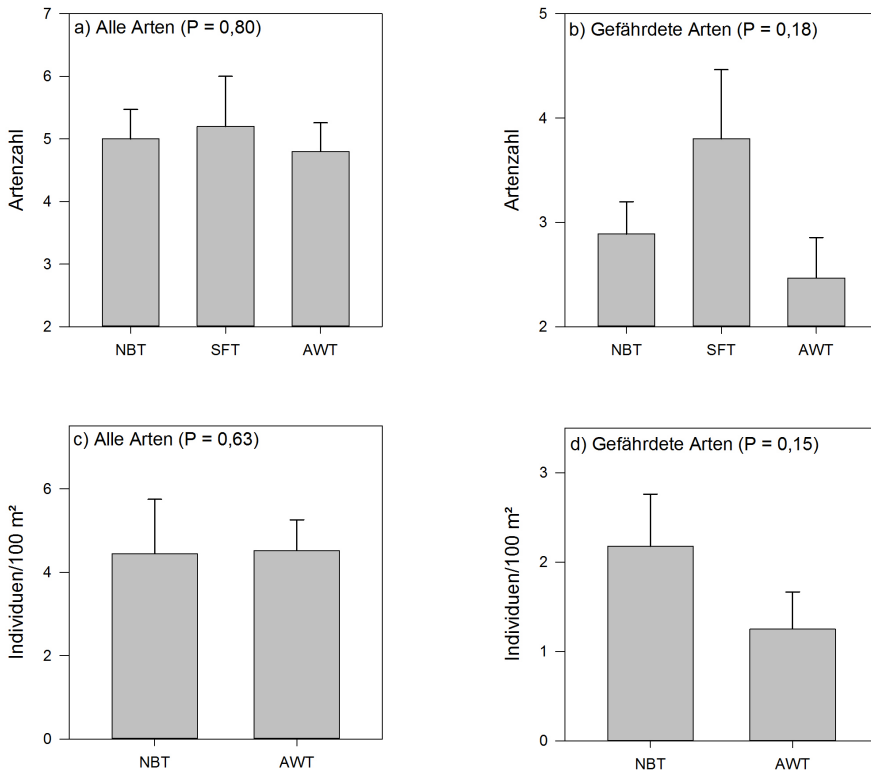 a) Alle Arten (P = 0,80)
7
6
5
4
3
2
Artenzahl
NBT
SFT
AWT
b) Gefährdete Arten (P = 0,18)
5
4
3
2
Artenzahl
NBT
SFT
AWT
c) Alle Arten (P = 0,63)
6
4
2
0
Individuen/100 m²
NBT
AWT
d) Gefährdete Arten (P = 0,15)
3
2
1
0
Individuen/100 m²
NBT
AWT